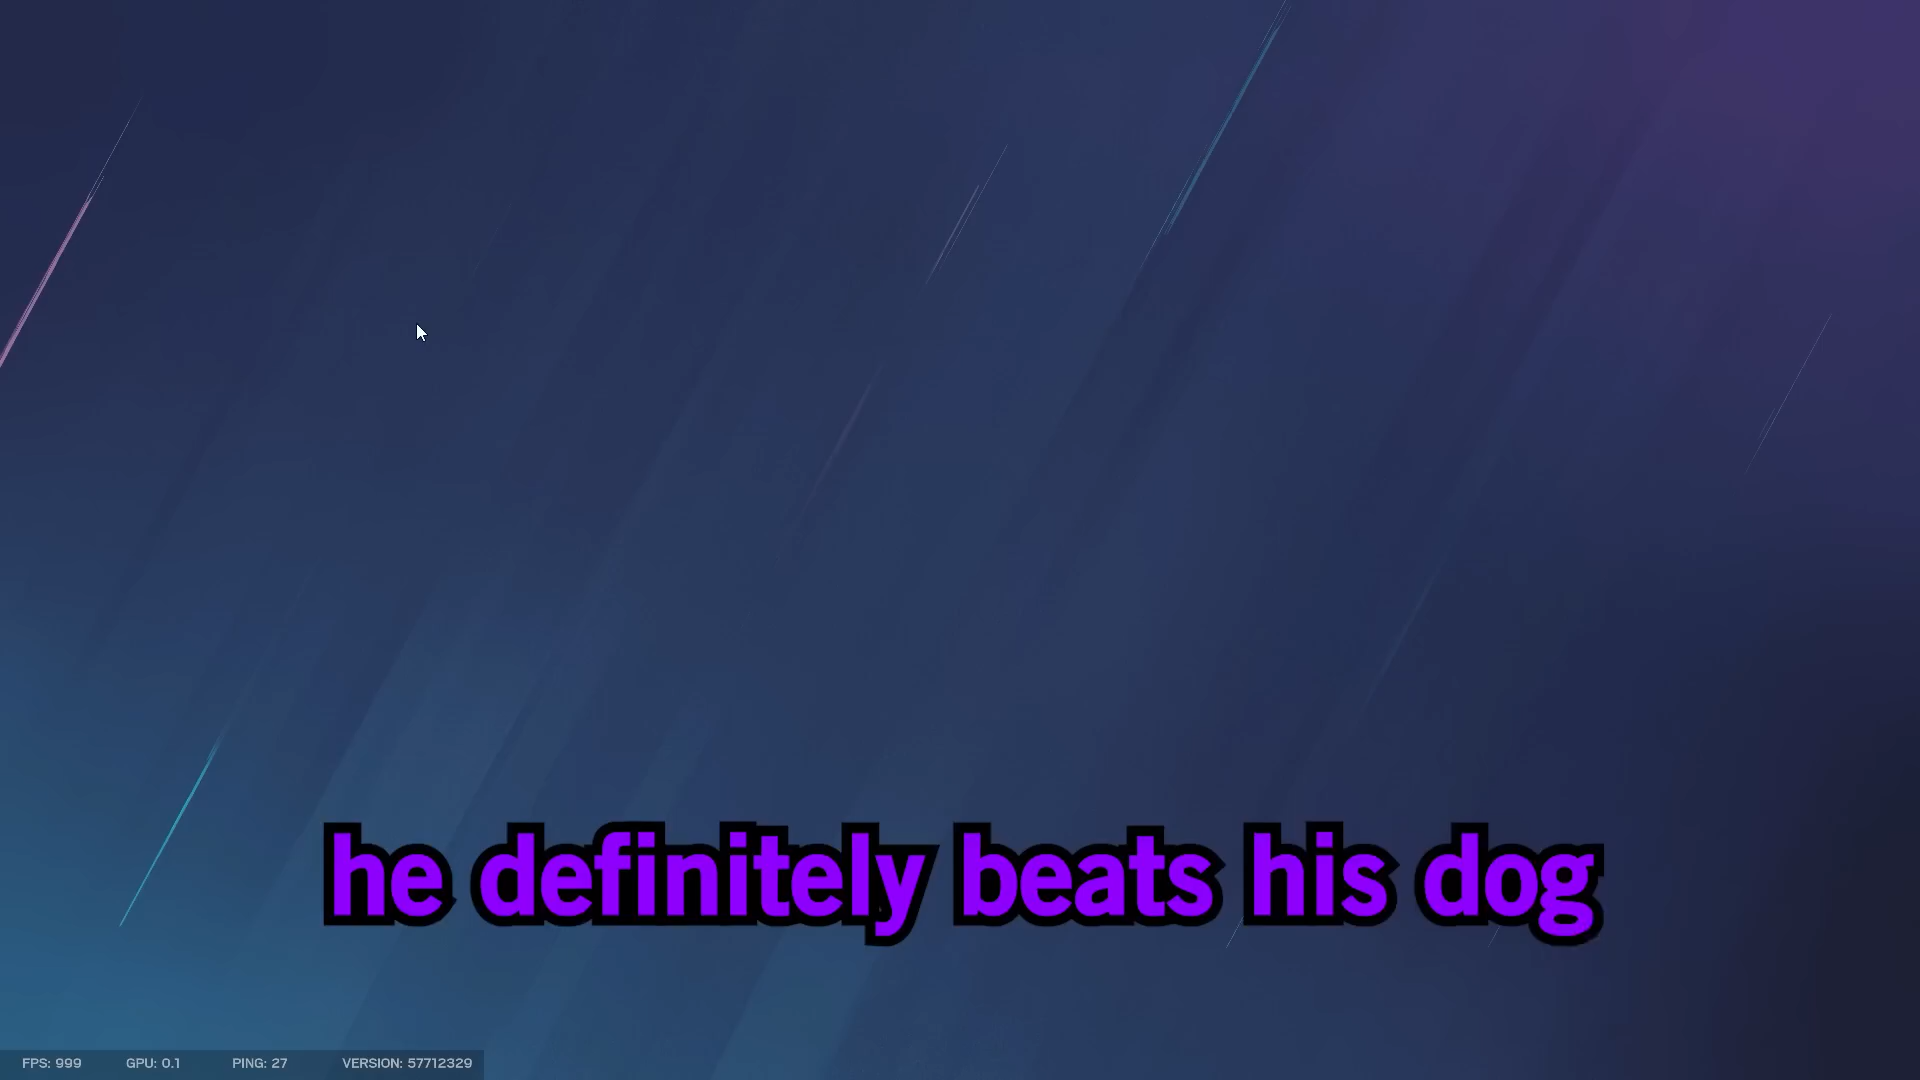 he definitely beats his dog
FPS: 999 GPU: 0.1 PING: 27 VERSION: 57712329